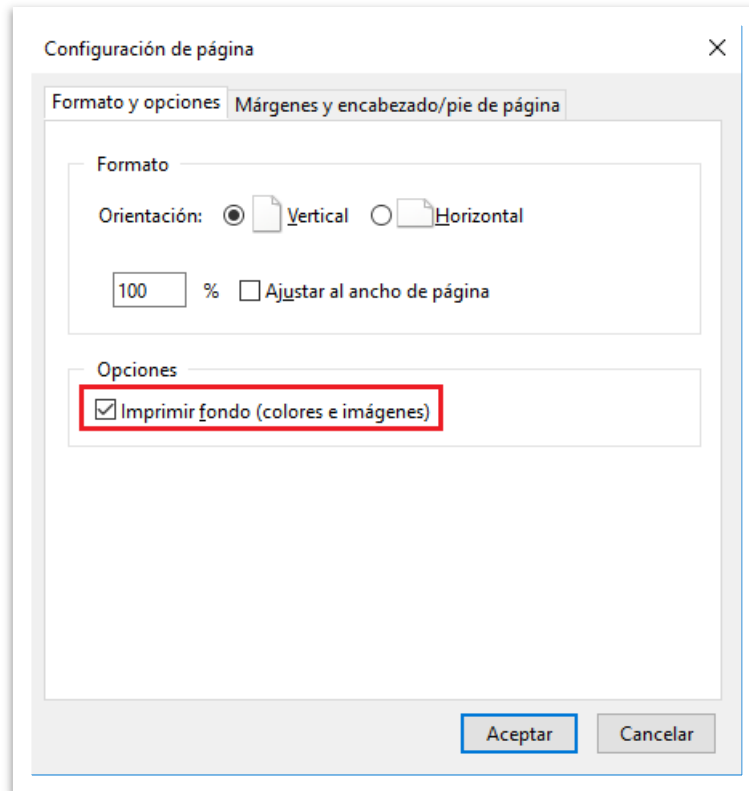 Configuración de página
Formato y opciones Márgenes y encabezado/pie de página
Formato
Orientación: Vertical Horizontal
100 % Ajustar al ancho de página
Opciones
Imprimir fondo (colores e imágenes)
Aceptar Cancelar